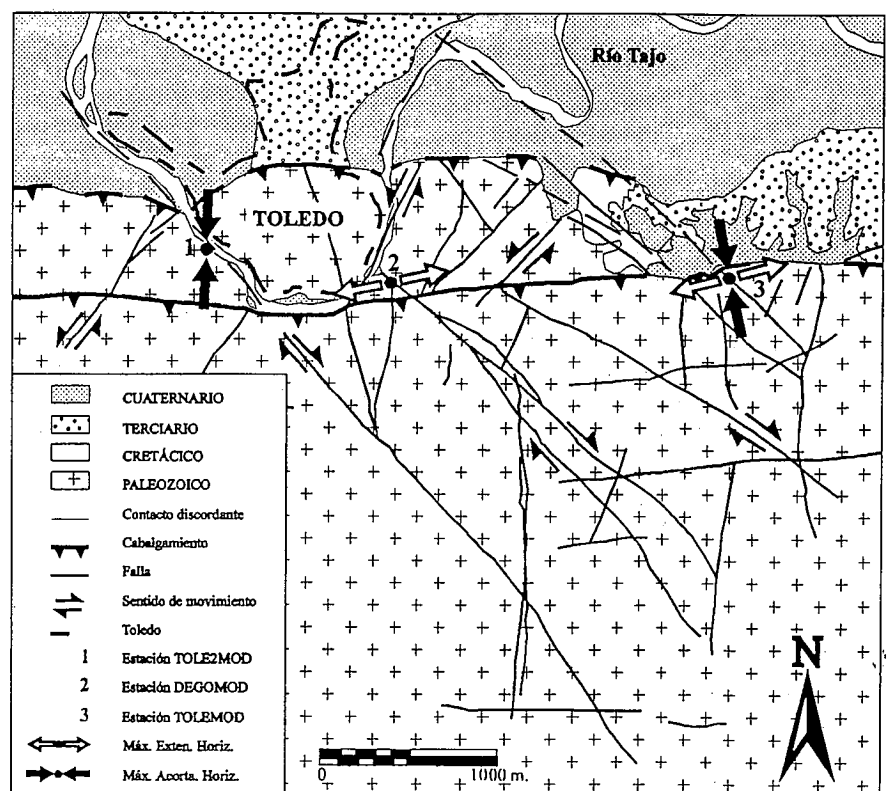 Río Tajo
TOLEDO
1
2
3
CUATERNARIO
TERCIARIO
CRETÁCICO
PALEOZOICO
Contacto discordante
Cabalgamiento
Falla
Sentido de movimiento
Toledo
1 Estación TOLE2MOD
2 Estación DEGOMOD
3 Estación TOLEMOD
Máx. Exten. Horiz.
Máx. Acorta. Horiz.
0 1000 m.
N